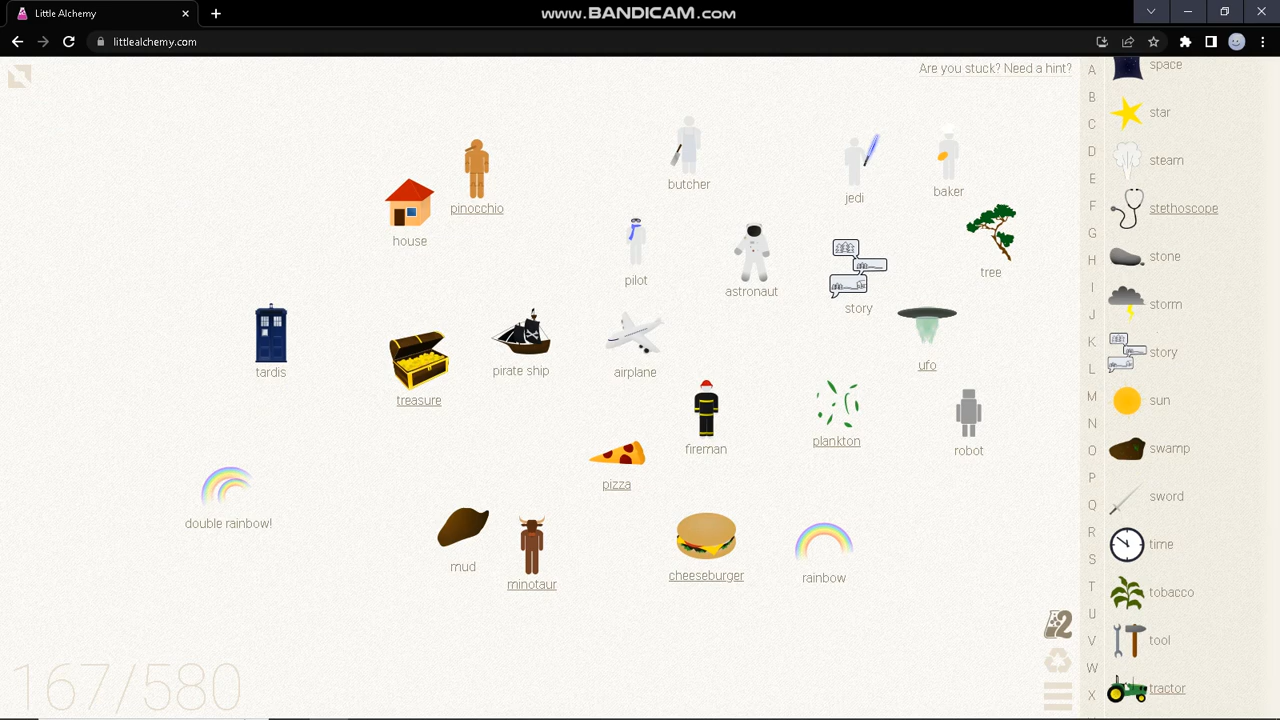 Little Alchemy
www.BANDICAM.com
littlealchemy.com
Are you stuck? Need a hint?
butcher
jedi
baker
pinocchio
house
pilot
astronaut
story
tree
tardis
treasure
pirate ship
airplane
ufo
fireman
plankton
robot
pizza
double rainbow!
mud
minotaur
cheeseburger
rainbow
167/580
2
A
B
C
D
E
F
G
H
I
J
K
L
M
N
O
P
Q
R
S
T
U
V
W
X
space
star
steam
stethoscope
stone
storm
story
sun
swamp
sword
time
tobacco
tool
tractor